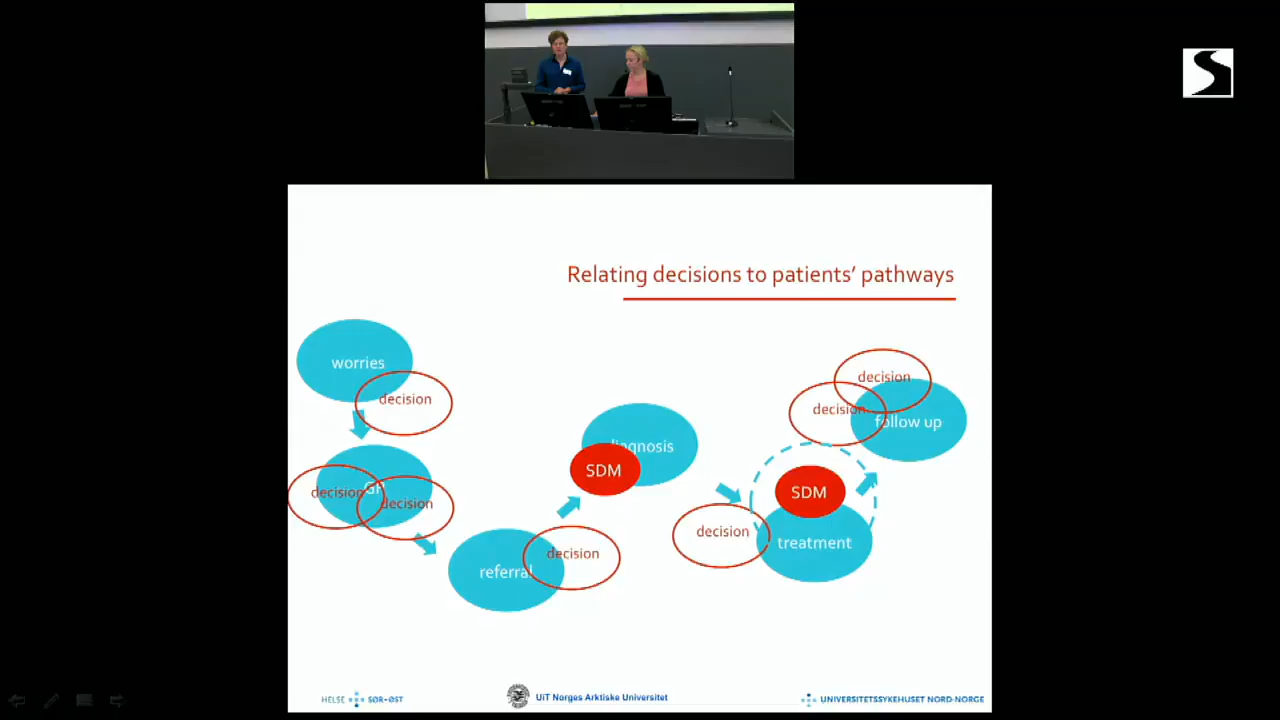 Relating decisions to patients' pathways
worries
decision
decision
GP
decision
referral
decision
diagnosis
SDM
decision
SDM
treatment
decision
decision
follow up
HELSE SØR-ØST
UiT Norges Arktiske Universitet
UNIVERSITETSSYKEHUSET NORD-NORGE